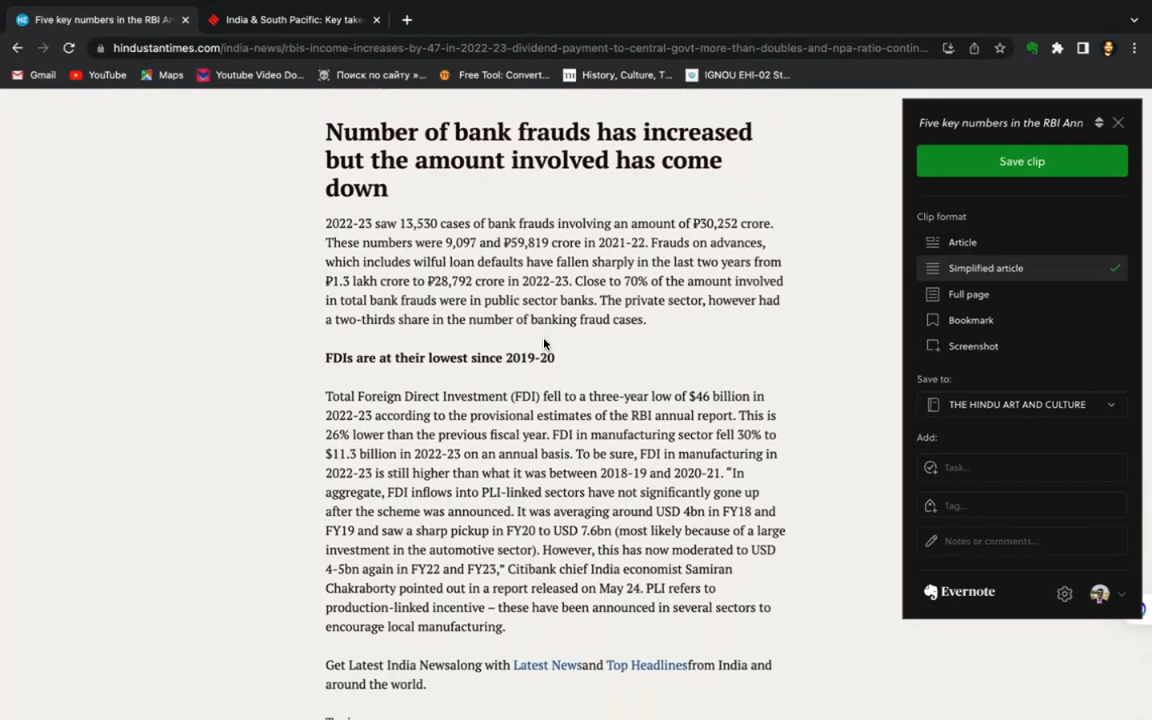 Five key numbers in the RBI An
India & South Pacific: Key take
hindustantimes.com/india-news/rbis-income-increases-by-47-in-2022-23-dividend-payment-to-central-govt-more-than-doubles-and-npa-ratio-contin...
Gmail
YouTube
Maps
Youtube Video Do...
Поиск по сайту »...
Free Tool: Convert...
TH
History, Culture, T...
IGNOU EHI-02 St...
Number of bank frauds has increased
but the amount involved has come
down
2022-23 saw 13,530 cases of bank frauds involving an amount of ₽30,252 crore.
These numbers were 9,097 and ₽59,819 crore in 2021-22. Frauds on advances,
which includes wilful loan defaults have fallen sharply in the last two years from
₽1.3 lakh crore to ₽28,792 crore in 2022-23. Close to 70% of the amount involved
in total bank frauds were in public sector banks. The private sector, however had
a two-thirds share in the number of banking fraud cases.
FDIs are at their lowest since 2019-20
Total Foreign Direct Investment (FDI) fell to a three-year low of $46 billion in
2022-23 according to the provisional estimates of the RBI annual report. This is
26% lower than the previous fiscal year. FDI in manufacturing sector fell 30% to
$11.3 billion in 2022-23 on an annual basis. To be sure, FDI in manufacturing in
2022-23 is still higher than what it was between 2018-19 and 2020-21. “In
aggregate, FDI inflows into PLI-linked sectors have not significantly gone up
after the scheme was announced. It was averaging around USD 4bn in FY18 and
FY19 and saw a sharp pickup in FY20 to USD 7.6bn (most likely because of a large
investment in the automotive sector). However, this has now moderated to USD
4-5bn again in FY22 and FY23,” Citibank chief India economist Samiran
Chakraborty pointed out in a report released on May 24. PLI refers to
production-linked incentive – these have been announced in several sectors to
encourage local manufacturing.
Get Latest India Newsalong with Latest Newsand Top Headlinesfrom India and
around the world.
Five key numbers in the RBI Ann
Save clip
Clip format
Article
Simplified article
Full page
Bookmark
Screenshot
Save to:
THE HINDU ART AND CULTURE
Add:
Task...
Tag...
Notes or comments...
Evernote